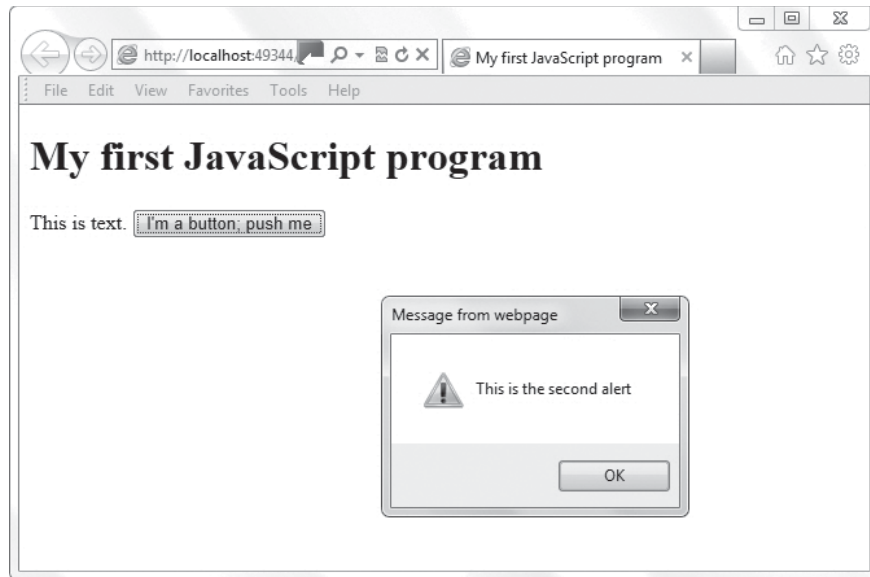 http://localhost:49344
My first JavaScript program
File Edit View Favorites Tools Help
My first JavaScript program
This is text. I'm a button; push me
Message from webpage
This is the second alert
OK